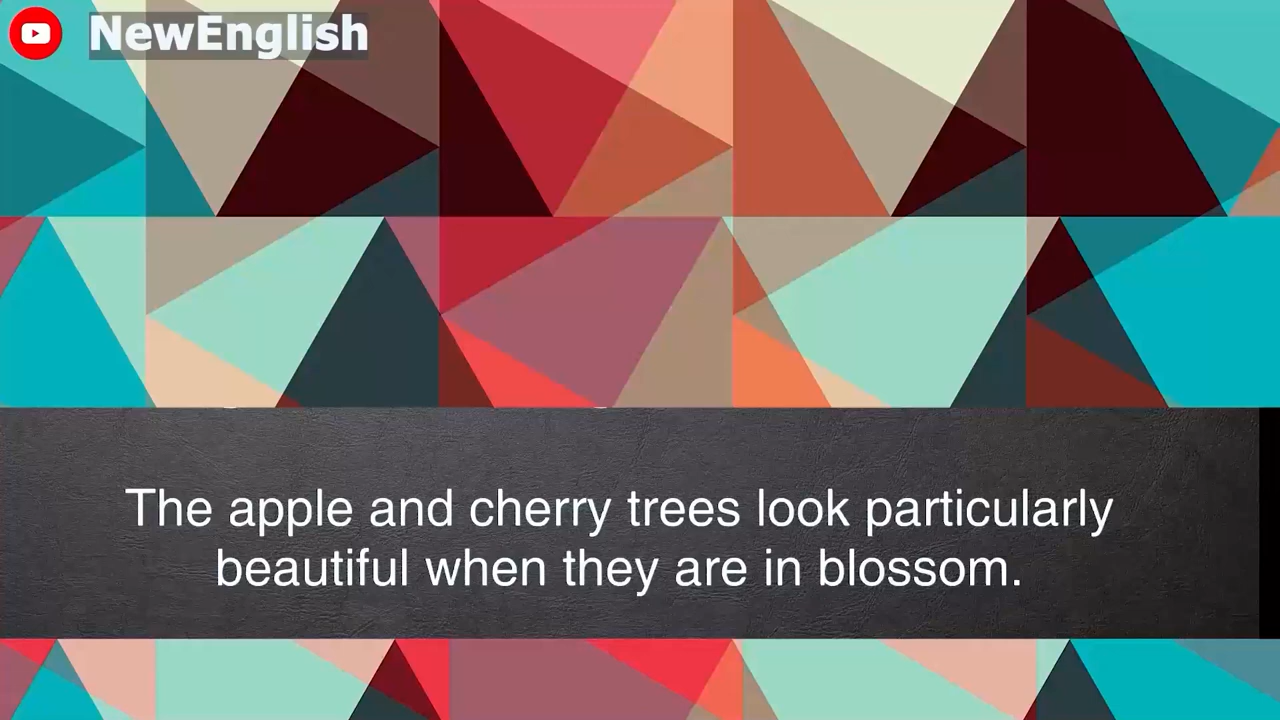 NewEnglish
The apple and cherry trees look particularly
beautiful when they are in blossom.